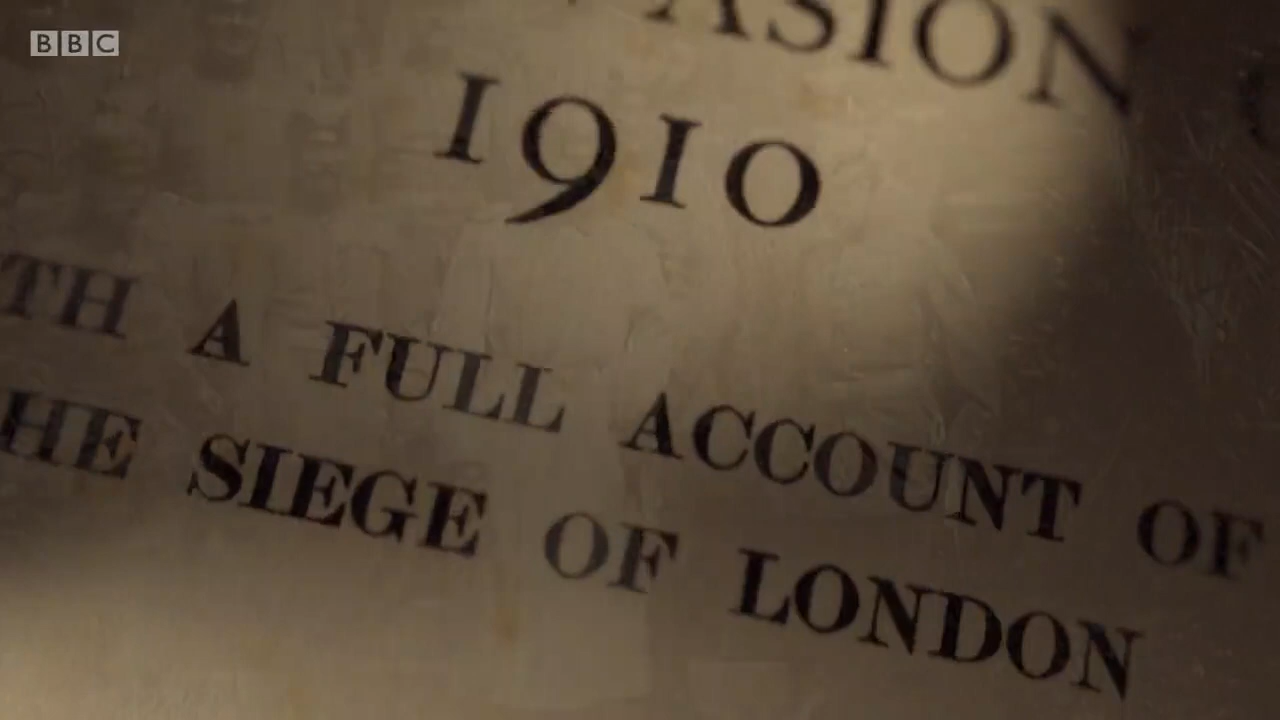 BBC
ASION
1910
TH A FULL ACCOUNT OF
HE SIEGE OF LONDON